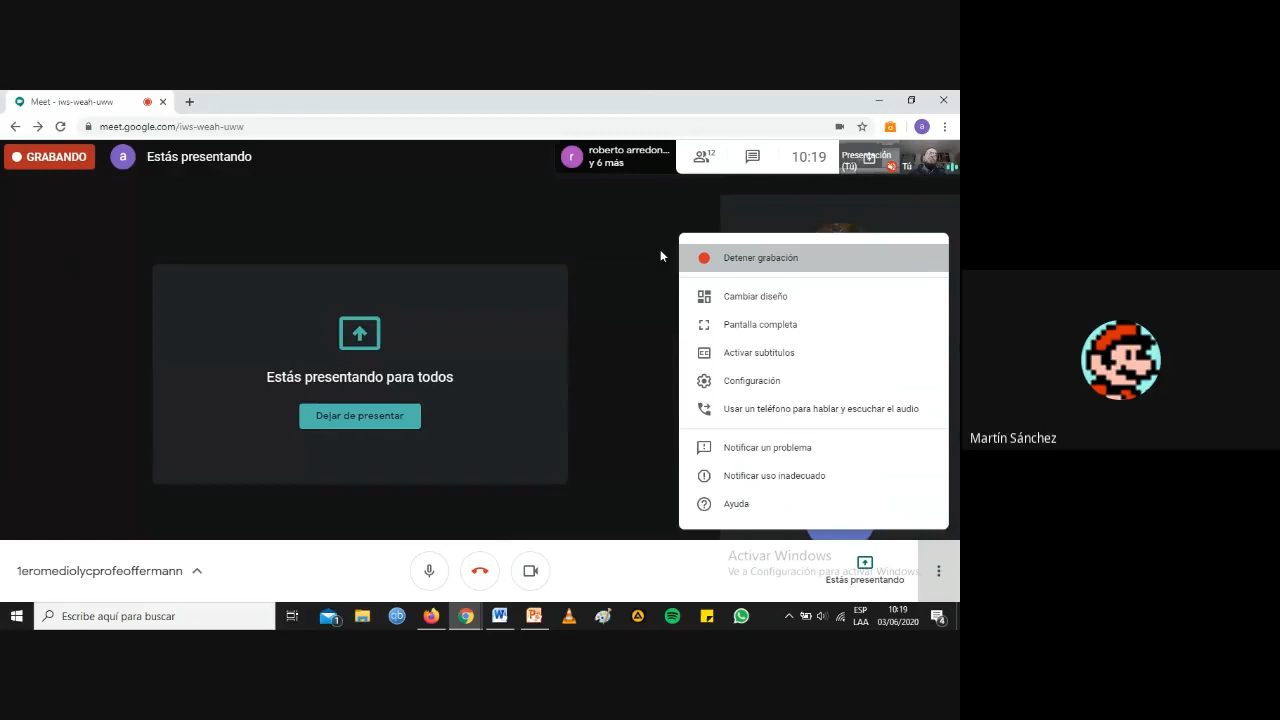 Meet - iws-weah-uww
meet.google.com/iws-weah-uww
a
GRABANDO
a
Estás presentando
r
roberto arredon...
y 6 más
12
10:19
Presentación
(Tú)
Tú
Detener grabación
Cambiar diseño
Pantalla completa
CC
Activar subtítulos
Configuración
Usar un teléfono para hablar y escuchar el audio
Notificar un problema
Notificar uso inadecuado
Ayuda
Estás presentando para todos
Dejar de presentar
Martín Sánchez
1eromediolycprofeoffermann
Activar Windows
Ve a Configuración para activar Windows.
Estás presentando
Escribe aquí para buscar
1
W
P
ESP
LAA
10:19
03/06/2020
4